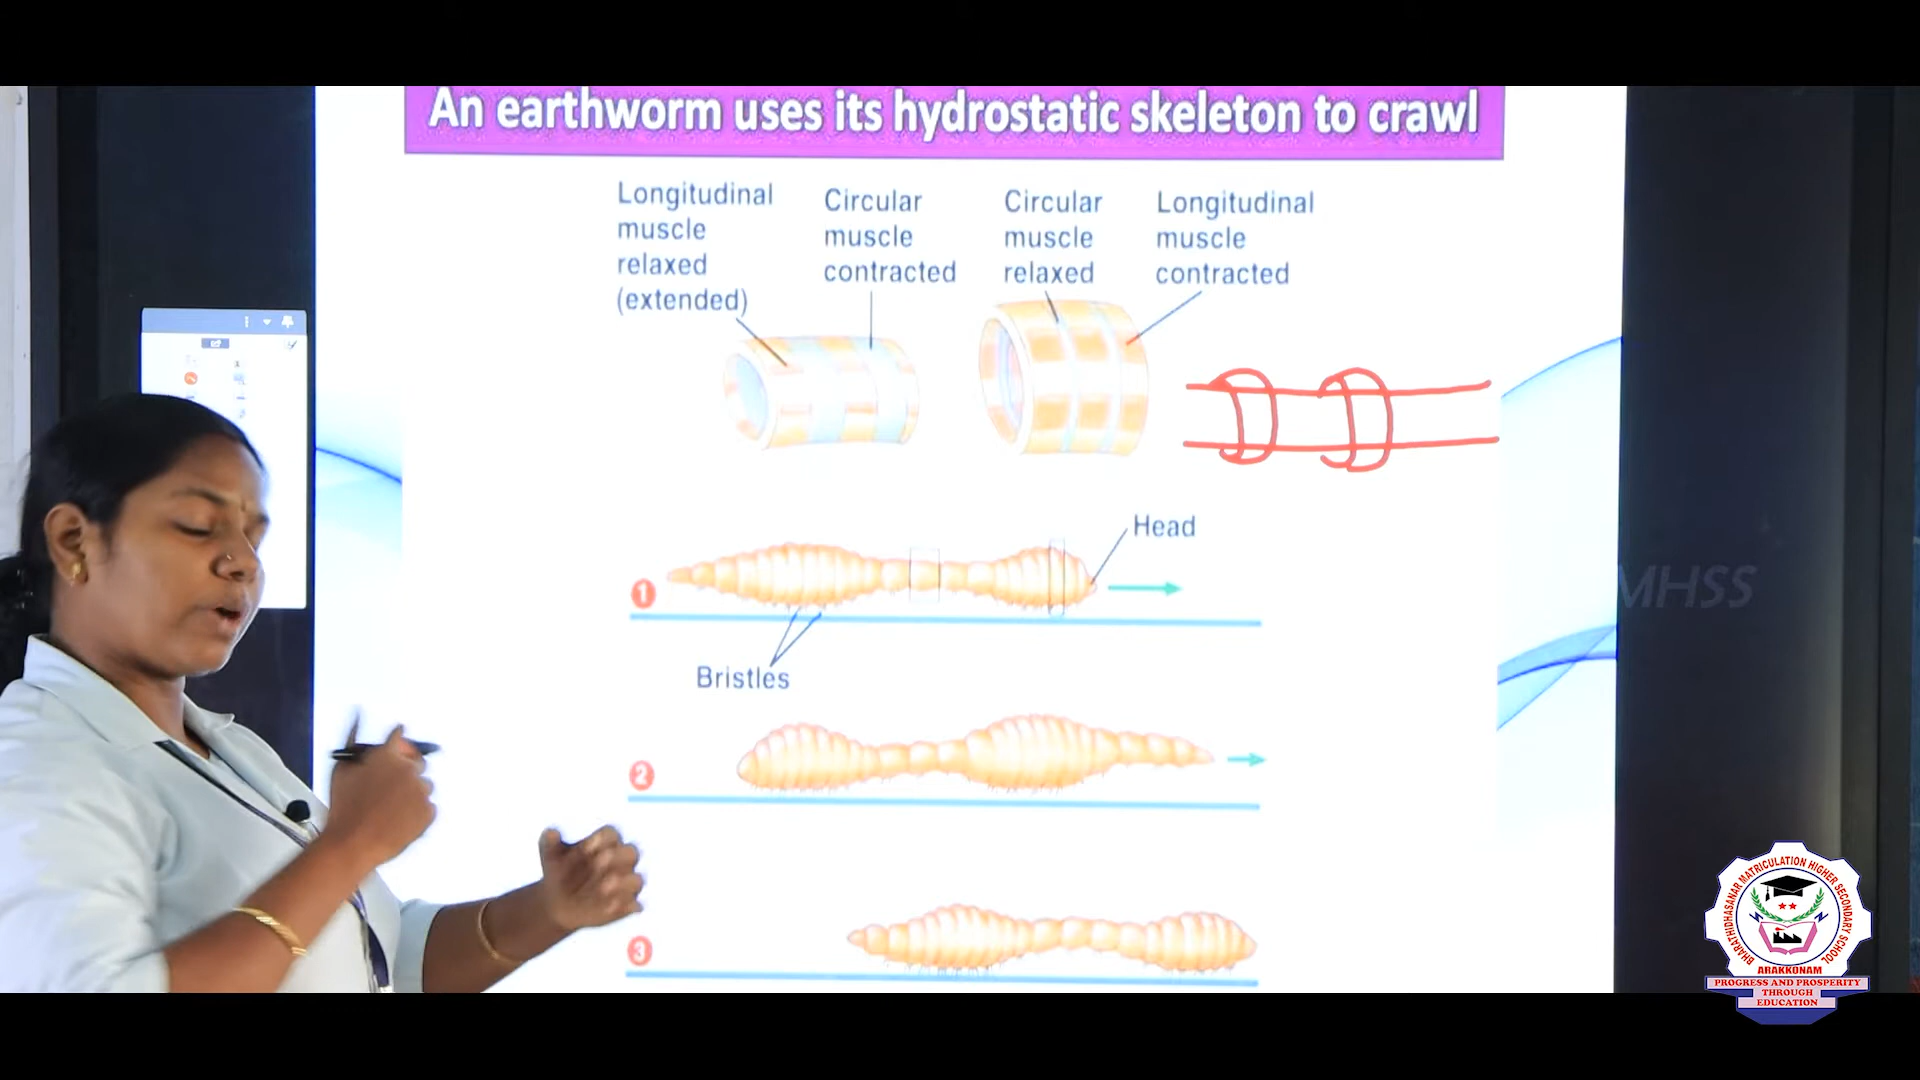 An earthworm uses its hydrostatic skeleton to crawl
Longitudinal
muscle
relaxed
(extended)
Circular
muscle
contracted
Circular
muscle
relaxed
Longitudinal
muscle
contracted
Head
1
Bristles
2
3
MHSS
BHARATHIDHASANAR MATRICULATION HIGHER SECONDARY SCHOOL
ARAKKONAM
PROGRESS AND PROSPERITY
THROUGH
EDUCATION